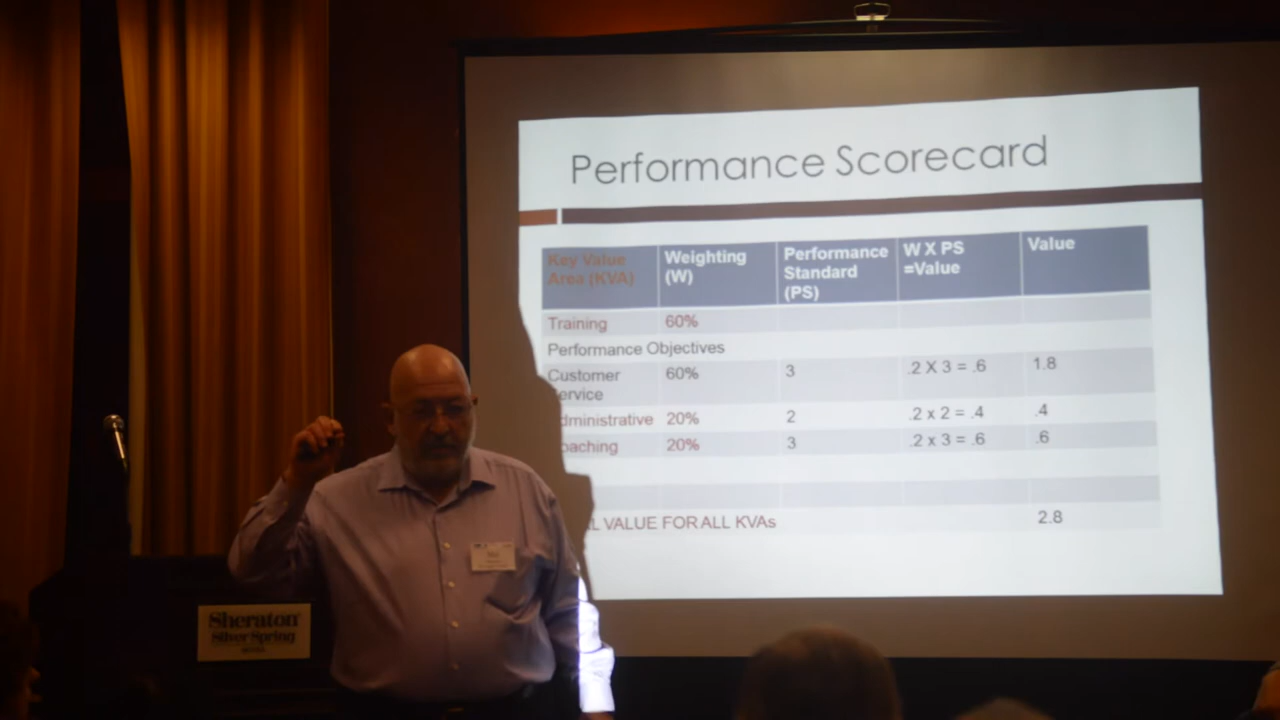 Performance Scorecard
Key Value Area (KVA) Weighting (W) Performance Standard (PS) W X PS =Value Value
Training 60%
Performance Objectives
Customer ervice 60% 3 .2 X 3 = .6 1.8
dministrative 20% 2 .2 x 2 = .4 .4
oaching 20% 3 .2 x 3 = .6 .6
L VALUE FOR ALL KVAs 2.8
Sheraton
Silver Spring